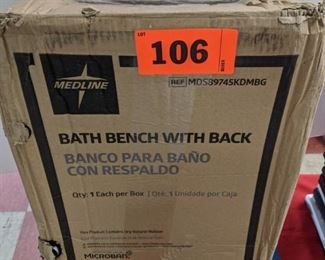 LOT
106
MEDLINE
REF MDS89745KDMBG
BATH BENCH WITH BACK
BANCO PARA BAÑO
CON RESPALDO
Qty: 1 Each per Box | Qté: 1 Unidade por Caja
MICROBAN